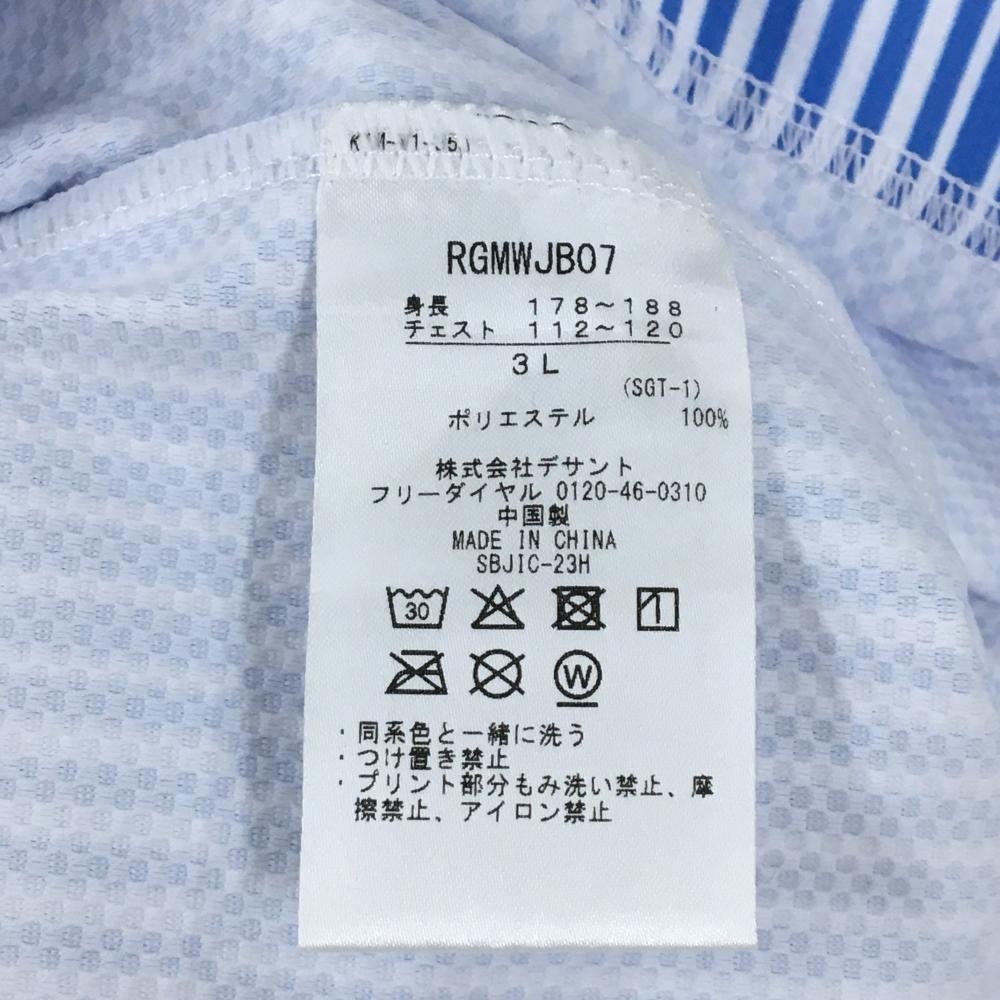 RGMWJB07
身長 178～188
チェスト 112～120
3L
(SGT-1)
ポリエステル 100%
株式会社デサント
フリーダイヤル 0120-46-0310
中国製
MADE IN CHINA
SBJIC-23H
30
1
W
・同系色と一緒に洗う
・つけ置き禁止
・プリント部分もみ洗い禁止、摩
擦禁止、アイロン禁止